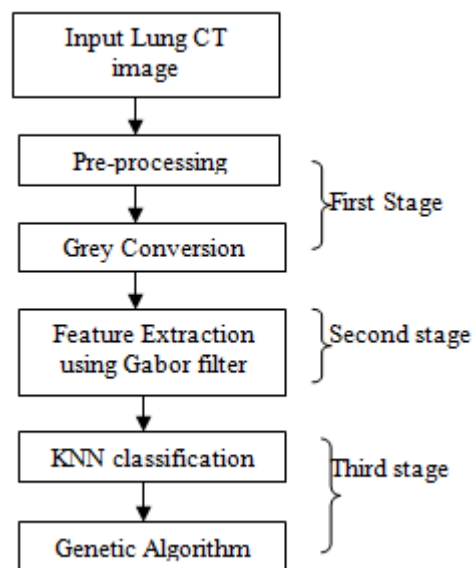 Input Lung CT
image
Pre-processing
Grey Conversion
First Stage
Feature Extraction
using Gabor filter
Second stage
KNN classification
Genetic Algorithm
Third stage